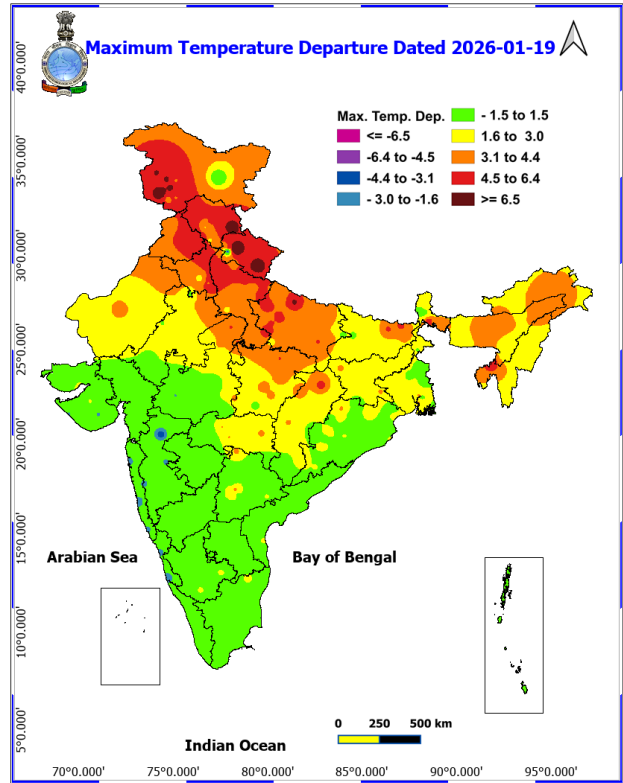 Maximum Temperature Departure Dated 2026-01-19
Max. Temp. Dep.
<= -6.5
-6.4 to -4.5
-4.4 to -3.1
- 3.0 to -1.6
- 1.5 to 1.5
1.6 to 3.0
3.1 to 4.4
4.5 to 6.4
>= 6.5
40°0.000'
35°0.000'
30°0.000'
25°0.000'
20°0.000'
15°0.000'
10°0.000'
5°0.000'
Arabian Sea
Bay of Bengal
Indian Ocean
0 250 500 km
70°0.000' 75°0.000' 80°0.000' 85°0.000' 90°0.000' 95°0.000'